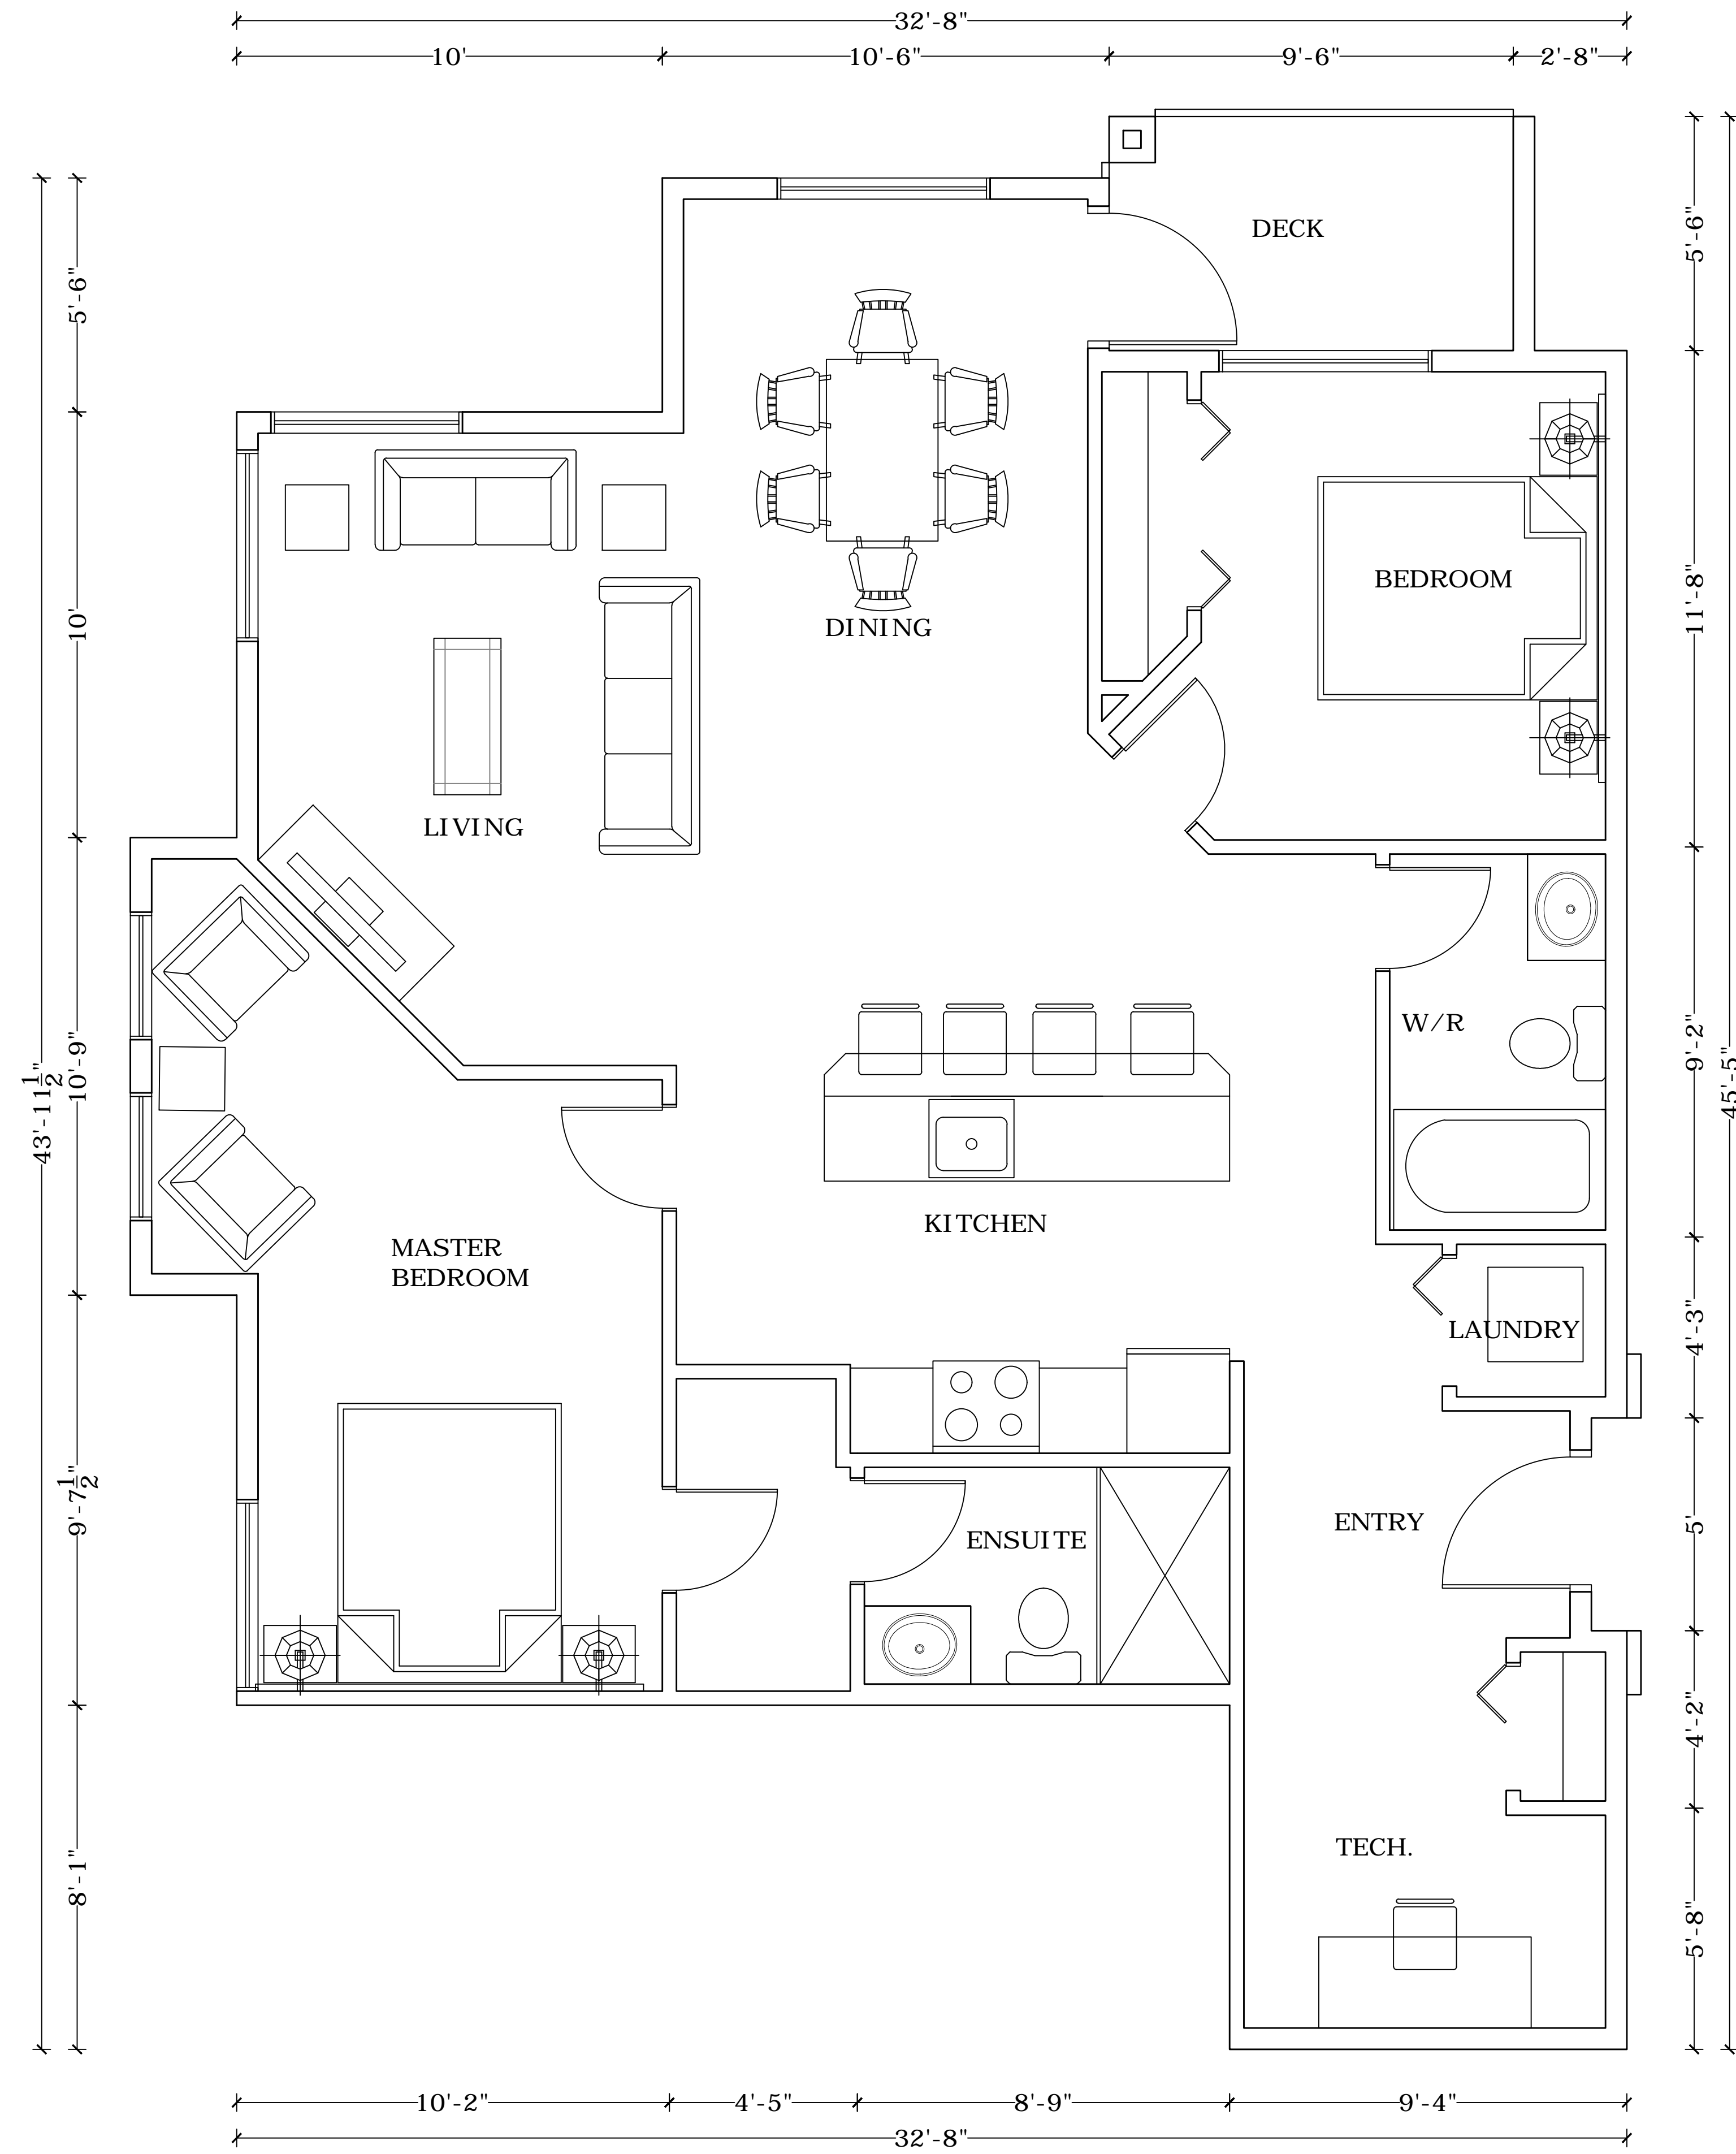 32'-8"
10'
10'-6"
9'-6"
2'-8"
5'-6"
10'
43'-11 1/2"
10'-9"
9'-7 1/2"
8'-1"
DECK
DINING
BEDROOM
LIVING
W/R
KITCHEN
MASTER
BEDROOM
LAUNDRY
ENTRY
ENSUITE
TECH.
5'-6"
11'-8"
9'-2"
45'-5"
4'-3"
5'
4'-2"
5'-8"
10'-2"
4'-5"
8'-9"
9'-4"
32'-8"